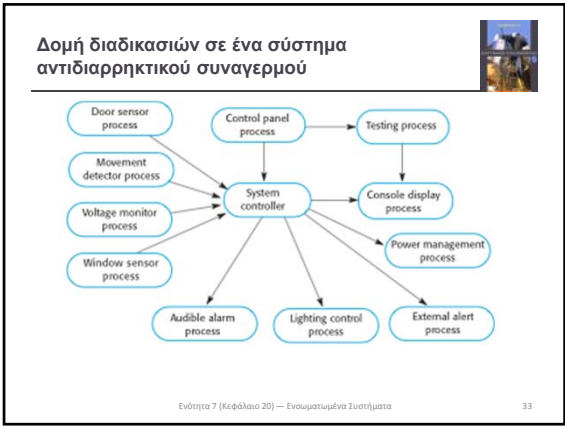 Δομή διαδικασιών σε ένα σύστημα
αντιδιαρρηκτικού συναγερμού
Door sensor
process
Control panel
process
Testing process
Movement
detector process
System
controller
Console display
process
Voltage monitor
process
Power management
process
Window sensor
process
Audible alarm
process
Lighting control
process
External alert
process
Ενότητα 7 (Κεφάλαιο 20) — Ενσωματωμένα Συστήματα
33